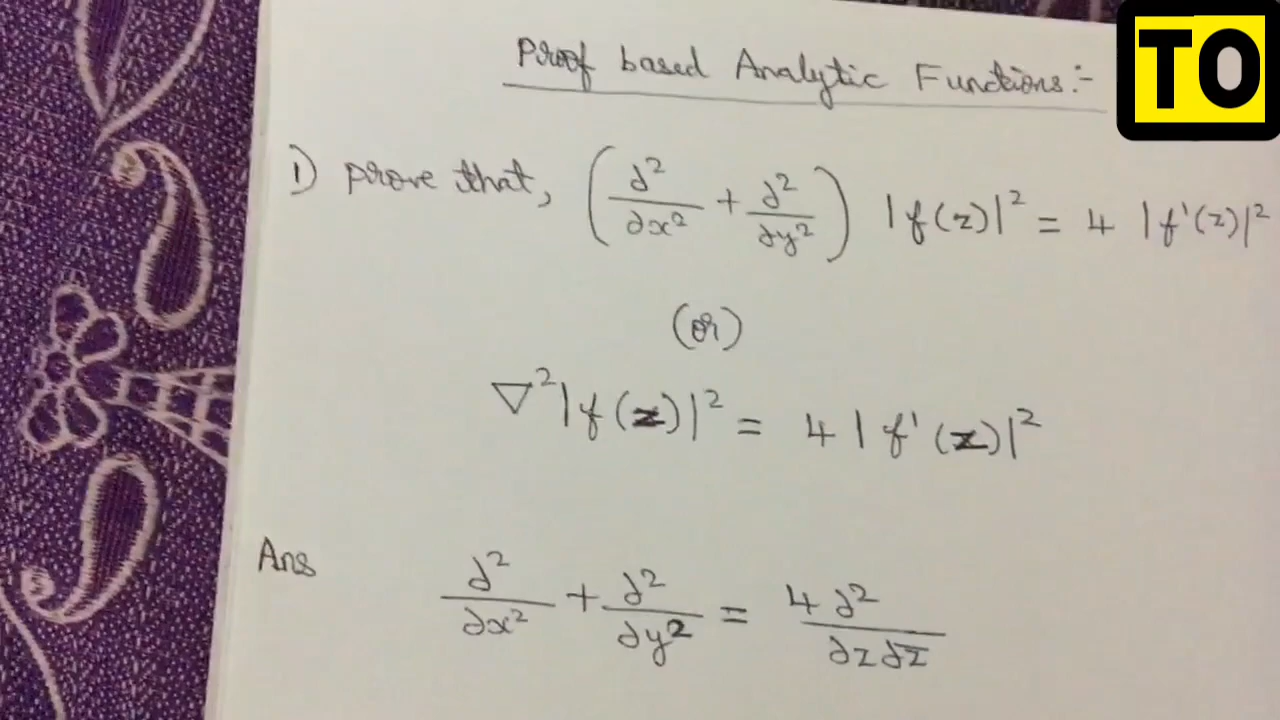 TO
Proof based Analytic Functions:-
1) prove that, (∂²/∂x² + ∂²/∂y²) |f(z)|² = 4 |f'(z)|²
(or)
∇²|f(z)|² = 4 |f'(z)|²
Ans ∂²/∂x² + ∂²/∂y² = 4∂²/∂z∂z̅